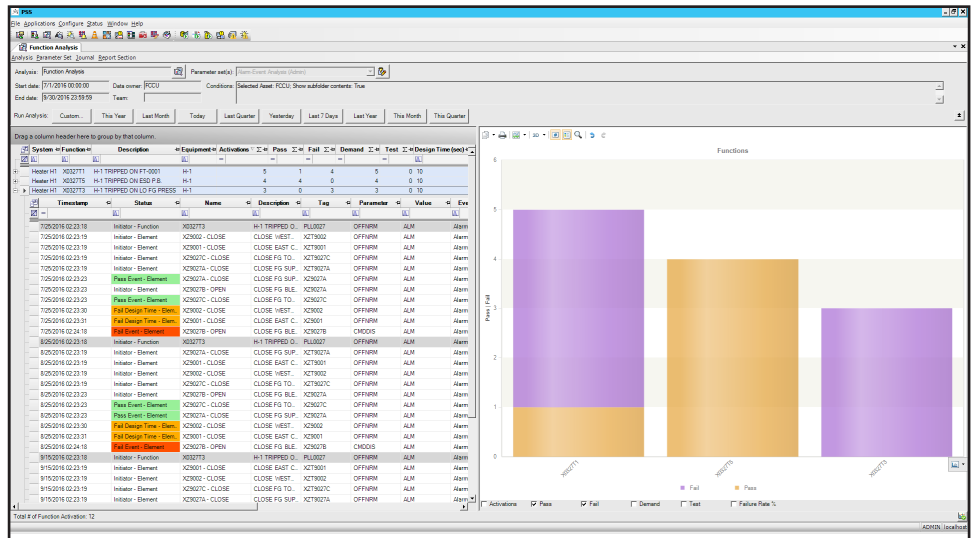 PSS
File Applications Configure Status Window Help
Function Analysis
Analysis Parameter Set Journal Report Section
Analysis: Function Analysis Parameter set(s) Alarm-Event Analysis (Admin)
Start date: 7/1/2016 00:00:00 Data owner: FCCU Conditions: Selected Asset: FCCU; Show subfolder contents: True
End date: 9/30/2016 23:59:59 Team:
Run Analysis: Custom... This Year Last Month Today Last Quarter Yesterday Last 7 Days Last Year This Month This Quarter
Drag a column header here to group by that column.
System Function Description Equipment Activations Σ Pass Σ Fail Σ Demand Σ Test Σ Design Time (sec)
Heater H1 X0327T1 H-1 TRIPPED ON FT-0001 H-1 5 1 4 5 0 10
Heater H1 X0327T5 H-1 TRIPPED ON ESD P.B. H-1 4 4 0 4 0 10
Heater H1 X0327T3 H-1 TRIPPED ON LO FG PRESS H-1 3 0 3 3 0 10
Timestamp Status Name Description Tag Parameter Value Eve
7/25/2016 02:23:18 Initiator - Function X0327T3 H-1 TRIPPED O... PLL0027 OFFNRM ALM Alarm
7/25/2016 02:23:19 Initiator - Element XZ9002 - CLOSE CLOSE WEST... XZT9002 OFFNRM ALM Alarm
7/25/2016 02:23:19 Initiator - Element XZ9001 - CLOSE CLOSE EAST C... XZT9001 OFFNRM ALM Alarm
7/25/2016 02:23:19 Initiator - Element XZ9027C - CLOSE CLOSE FG TO... XZT9027C OFFNRM ALM Alarm
7/25/2016 02:23:19 Initiator - Element XZ9027A - CLOSE CLOSE FG SUP... XZT9027A OFFNRM ALM Alarm
7/25/2016 02:23:23 Pass Event - Element XZ9027A - CLOSE CLOSE FG SUP... XZ9027A OFFNRM ALM Alarm
7/25/2016 02:23:23 Initiator - Element XZ9027B - OPEN CLOSE FG BLE... XZ9027A OFFNRM ALM Alarm
7/25/2016 02:23:23 Pass Event - Element XZ9027C - CLOSE CLOSE FG TO... XZ9027C OFFNRM ALM Alarm
7/25/2016 02:23:30 Fail Design Time - Elem... XZ9002 - CLOSE CLOSE WEST... XZ9002 OFFNRM ALM Alarm
7/25/2016 02:23:31 Fail Design Time - Elem... XZ9001 - CLOSE CLOSE EAST C... XZ9001 OFFNRM ALM Alarm
7/25/2016 02:24:18 Fail Event - Element XZ9027B - OPEN CLOSE FG BLE... XZ9027B CMDDIS ALM Alarm
8/25/2016 02:23:18 Initiator - Function X0327T3 H-1 TRIPPED O... PLL0027 OFFNRM ALM Alarm
8/25/2016 02:23:19 Initiator - Element XZ9027A - CLOSE CLOSE FG SUP... XZT9027A OFFNRM ALM Alarm
8/25/2016 02:23:19 Initiator - Element XZ9001 - CLOSE CLOSE EAST C... XZT9001 OFFNRM ALM Alarm
8/25/2016 02:23:19 Initiator - Element XZ9002 - CLOSE CLOSE WEST... XZT9002 OFFNRM ALM Alarm
8/25/2016 02:23:19 Initiator - Element XZ9027C - CLOSE CLOSE FG TO... XZT9027C OFFNRM ALM Alarm
8/25/2016 02:23:23 Initiator - Element XZ9027B - OPEN CLOSE FG BLE... XZ9027A OFFNRM ALM Alarm
8/25/2016 02:23:23 Pass Event - Element XZ9027C - CLOSE CLOSE FG TO... XZ9027C OFFNRM ALM Alarm
8/25/2016 02:23:23 Pass Event - Element XZ9027A - CLOSE CLOSE FG SUP... XZ9027A OFFNRM ALM Alarm
8/25/2016 02:23:30 Fail Design Time - Elem... XZ9002 - CLOSE CLOSE WEST... XZ9002 OFFNRM ALM Alarm
8/25/2016 02:23:31 Fail Design Time - Elem... XZ9001 - CLOSE CLOSE EAST C... XZ9001 OFFNRM ALM Alarm
8/25/2016 02:24:18 Fail Event - Element XZ9027B - OPEN CLOSE FG BLE... XZ9027B CMDDIS ALM Alarm
9/15/2016 02:23:18 Initiator - Function X0327T3 H-1 TRIPPED O... PLL0027 OFFNRM ALM Alarm
9/15/2016 02:23:19 Initiator - Element XZ9001 - CLOSE CLOSE EAST C... XZT9001 OFFNRM ALM Alarm
9/15/2016 02:23:19 Initiator - Element XZ9002 - CLOSE CLOSE WEST... XZT9002 OFFNRM ALM Alarm
9/15/2016 02:23:19 Initiator - Element XZ9027C - CLOSE CLOSE FG TO... XZT9027C OFFNRM ALM Alarm
9/15/2016 02:23:19 Initiator - Element XZ9027A - CLOSE CLOSE FG SUP... XZT9027A OFFNRM ALM Alarm
Total # of Function Activation: 12
3D
Functions
6
5
4
3
2
1
0
Pass | Fail
X0327T1 X0327T5 X0327T3
Fail Pass
Activations Pass Fail Demand Test Failure Rate %
ADMIN localhost